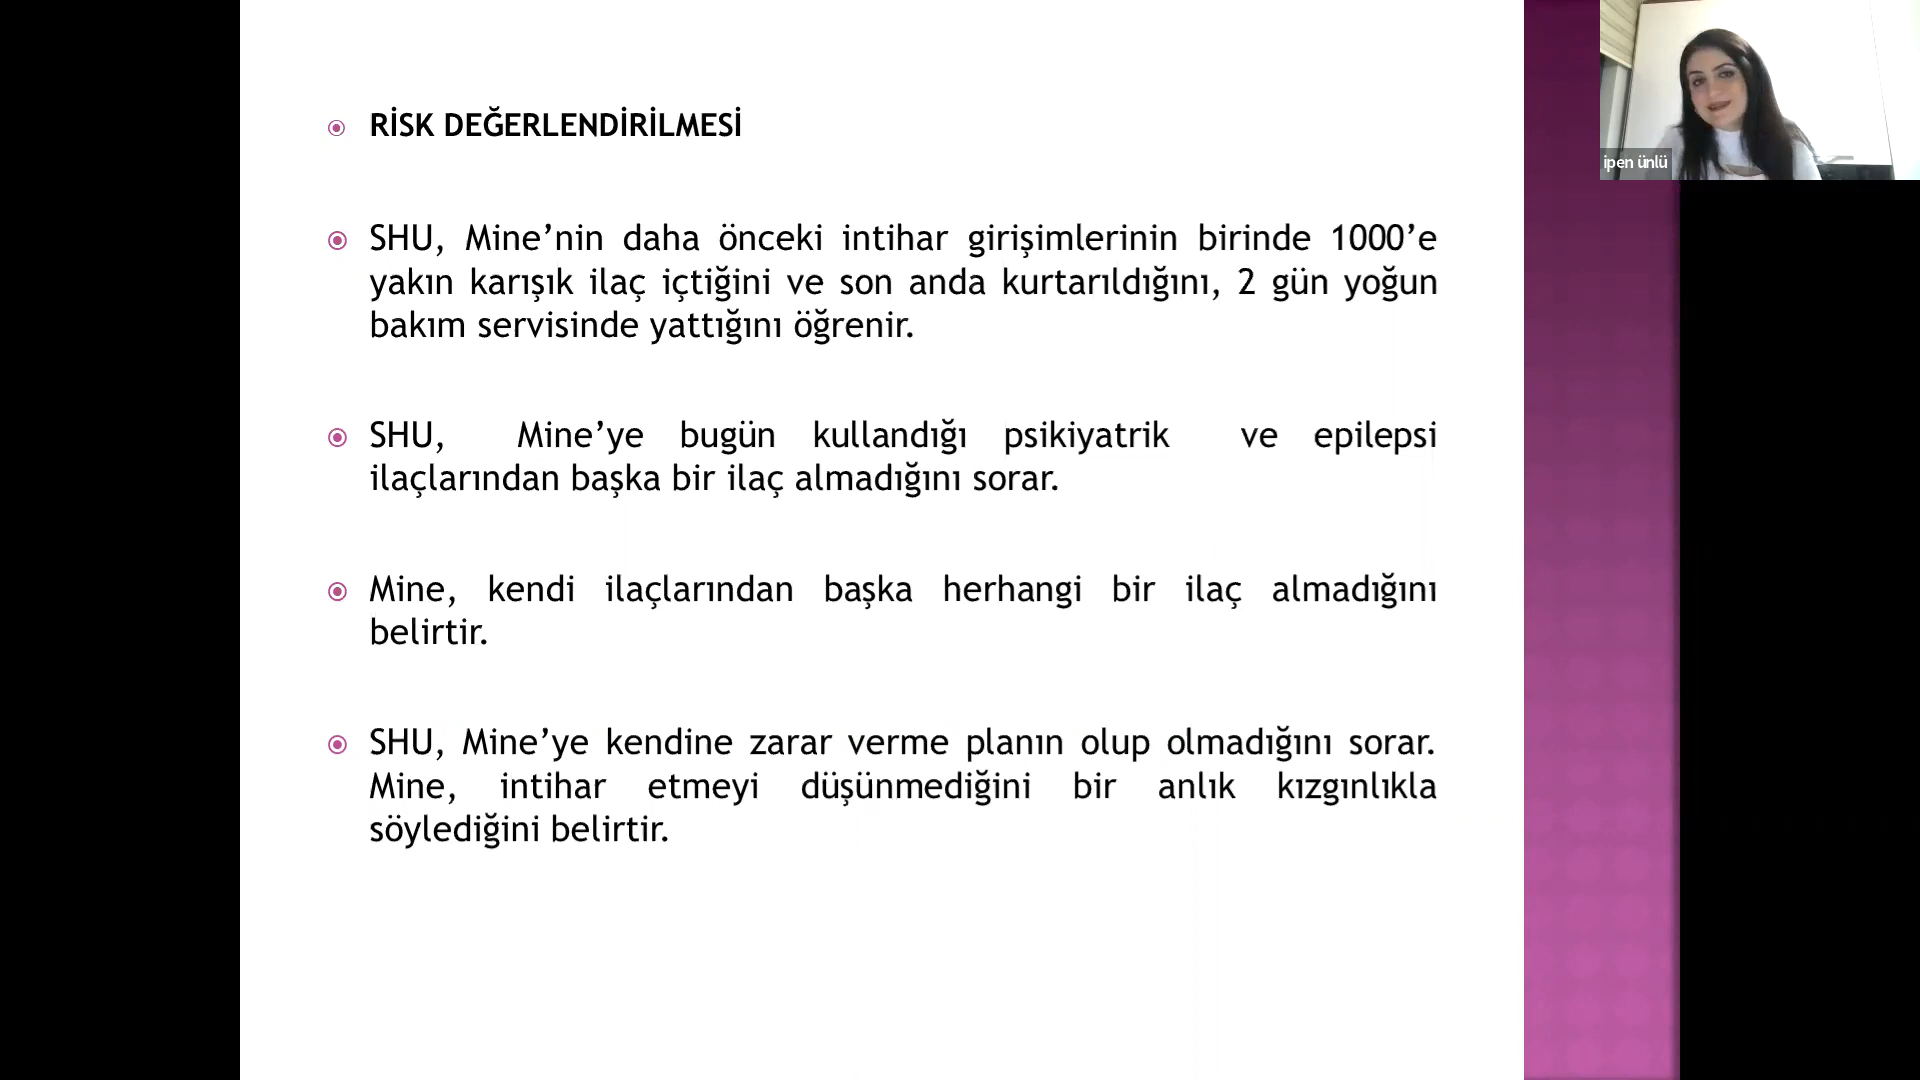 RİSK DEĞERLENDİRİLMESİ
SHU, Mine’nin daha önceki intihar girişimlerinin birinde 1000’e
yakın karışık ilaç içtiğini ve son anda kurtarıldığını, 2 gün yoğun
bakım servisinde yattığını öğrenir.
SHU, Mine’ye bugün kullandığı psikiyatrik ve epilepsi
ilaçlarından başka bir ilaç almadığını sorar.
Mine, kendi ilaçlarından başka herhangi bir ilaç almadığını
belirtir.
SHU, Mine’ye kendine zarar verme planın olup olmadığını sorar.
Mine, intihar etmeyi düşünmediğini bir anlık kızgınlıkla
söylediğini belirtir.
ipen ünlü